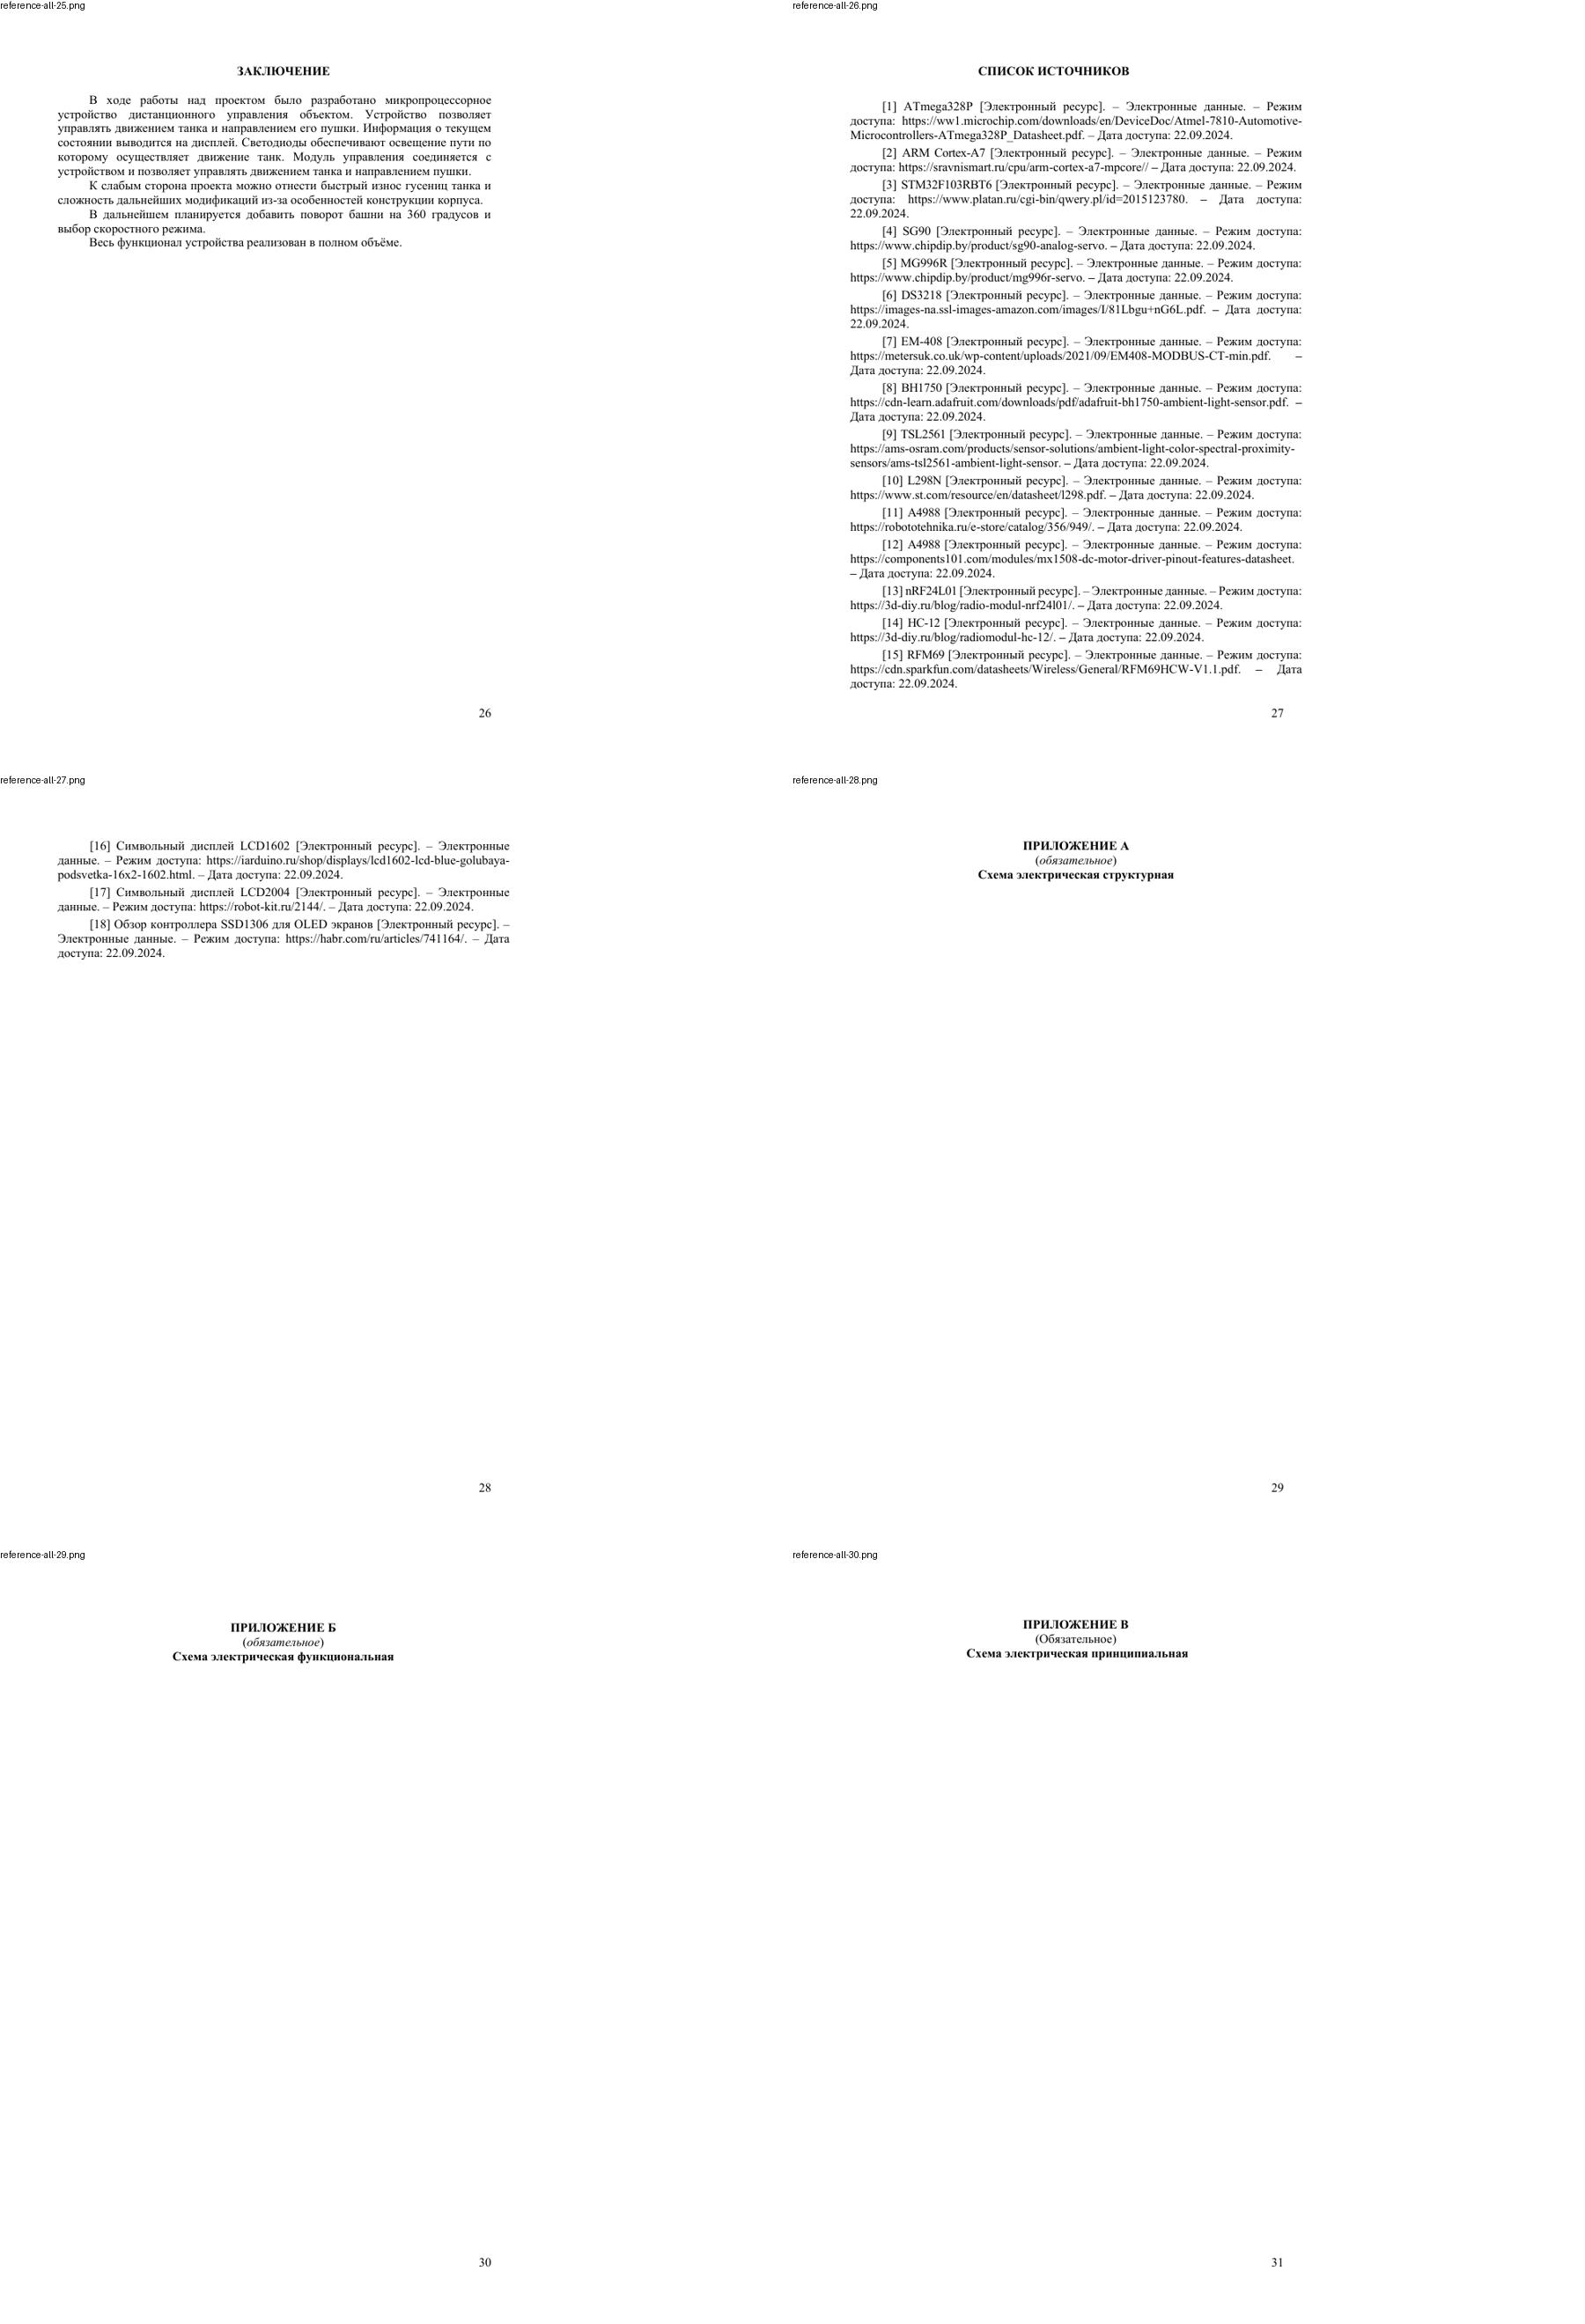 reference-all-25.png
ЗАКЛЮЧЕНИЕ
В ходе работы над проектом было разработано микропроцессорное
устройство дистанционного управления объектом. Устройство позволяет
управлять движением танка и направлением его пушки. Информация о текущем
состоянии выводится на дисплей. Светодиоды обеспечивают освещение пути по
которому осуществляет движение танк. Модуль управления соединяется с
устройством и позволяет управлять движением танка и направлением пушки.
К слабым сторона проекта можно отнести быстрый износ гусениц танка и
сложность дальнейших модификаций из-за особенностей конструкции корпуса.
В дальнейшем планируется добавить поворот башни на 360 градусов и
выбор скоростного режима.
Весь функционал устройства реализован в полном объёме.
26
reference-all-26.png
СПИСОК ИСТОЧНИКОВ
[1] ATmega328P [Электронный ресурс]. – Электронные данные. – Режим
доступа: https://ww1.microchip.com/downloads/en/DeviceDoc/Atmel-7810-Automotive-
Microcontrollers-ATmega328P_Datasheet.pdf. – Дата доступа: 22.09.2024.
[2] ARM Cortex-A7 [Электронный ресурс]. – Электронные данные. – Режим
доступа: https://sravnismart.ru/cpu/arm-cortex-a7-mpcore// – Дата доступа: 22.09.2024.
[3] STM32F103RBT6 [Электронный ресурс]. – Электронные данные. – Режим
доступа: https://www.platan.ru/cgi-bin/qwery.pl/id=2015123780. – Дата доступа:
22.09.2024.
[4] SG90 [Электронный ресурс]. – Электронные данные. – Режим доступа:
https://www.chipdip.by/product/sg90-analog-servo. – Дата доступа: 22.09.2024.
[5] MG996R [Электронный ресурс]. – Электронные данные. – Режим доступа:
https://www.chipdip.by/product/mg996r-servo. – Дата доступа: 22.09.2024.
[6] DS3218 [Электронный ресурс]. – Электронные данные. – Режим доступа:
https://images-na.ssl-images-amazon.com/images/I/81Lbgu+nG6L.pdf. – Дата доступа:
22.09.2024.
[7] EM-408 [Электронный ресурс]. – Электронные данные. – Режим доступа:
https://metersuk.co.uk/wp-content/uploads/2021/09/EM408-MODBUS-CT-min.pdf. –
Дата доступа: 22.09.2024.
[8] BH1750 [Электронный ресурс]. – Электронные данные. – Режим доступа:
https://cdn-learn.adafruit.com/downloads/pdf/adafruit-bh1750-ambient-light-sensor.pdf. –
Дата доступа: 22.09.2024.
[9] TSL2561 [Электронный ресурс]. – Электронные данные. – Режим доступа:
https://ams-osram.com/products/sensor-solutions/ambient-light-color-spectral-proximity-
sensors/ams-tsl2561-ambient-light-sensor. – Дата доступа: 22.09.2024.
[10] L298N [Электронный ресурс]. – Электронные данные. – Режим доступа:
https://www.st.com/resource/en/datasheet/l298.pdf. – Дата доступа: 22.09.2024.
[11] A4988 [Электронный ресурс]. – Электронные данные. – Режим доступа:
https://robototehnika.ru/e-store/catalog/356/949/. – Дата доступа: 22.09.2024.
[12] A4988 [Электронный ресурс]. – Электронные данные. – Режим доступа:
https://components101.com/modules/mx1508-dc-motor-driver-pinout-features-datasheet.
– Дата доступа: 22.09.2024.
[13] nRF24L01 [Электронный ресурс]. – Электронные данные. – Режим доступа:
https://3d-diy.ru/blog/radio-modul-nrf24l01/. – Дата доступа: 22.09.2024.
[14] HC-12 [Электронный ресурс]. – Электронные данные. – Режим доступа:
https://3d-diy.ru/blog/radiomodul-hc-12/. – Дата доступа: 22.09.2024.
[15] RFM69 [Электронный ресурс]. – Электронные данные. – Режим доступа:
https://cdn.sparkfun.com/datasheets/Wireless/General/RFM69HCW-V1.1.pdf. – Дата
доступа: 22.09.2024.
27
reference-all-27.png
[16] Символьный дисплей LCD1602 [Электронный ресурс]. – Электронные
данные. – Режим доступа: https://iarduino.ru/shop/displays/lcd1602-lcd-blue-golubaya-
podsvetka-16x2-1602.html. – Дата доступа: 22.09.2024.
[17] Символьный дисплей LCD2004 [Электронный ресурс]. – Электронные
данные. – Режим доступа: https://robot-kit.ru/2144/. – Дата доступа: 22.09.2024.
[18] Обзор контроллера SSD1306 для OLED экранов [Электронный ресурс]. –
Электронные данные. – Режим доступа: https://habr.com/ru/articles/741164/. – Дата
доступа: 22.09.2024.
28
reference-all-28.png
ПРИЛОЖЕНИЕ А
(обязательное)
Схема электрическая структурная
29
reference-all-29.png
ПРИЛОЖЕНИЕ Б
(обязательное)
Схема электрическая функциональная
30
reference-all-30.png
ПРИЛОЖЕНИЕ В
(Обязательное)
Схема электрическая принципиальная
31